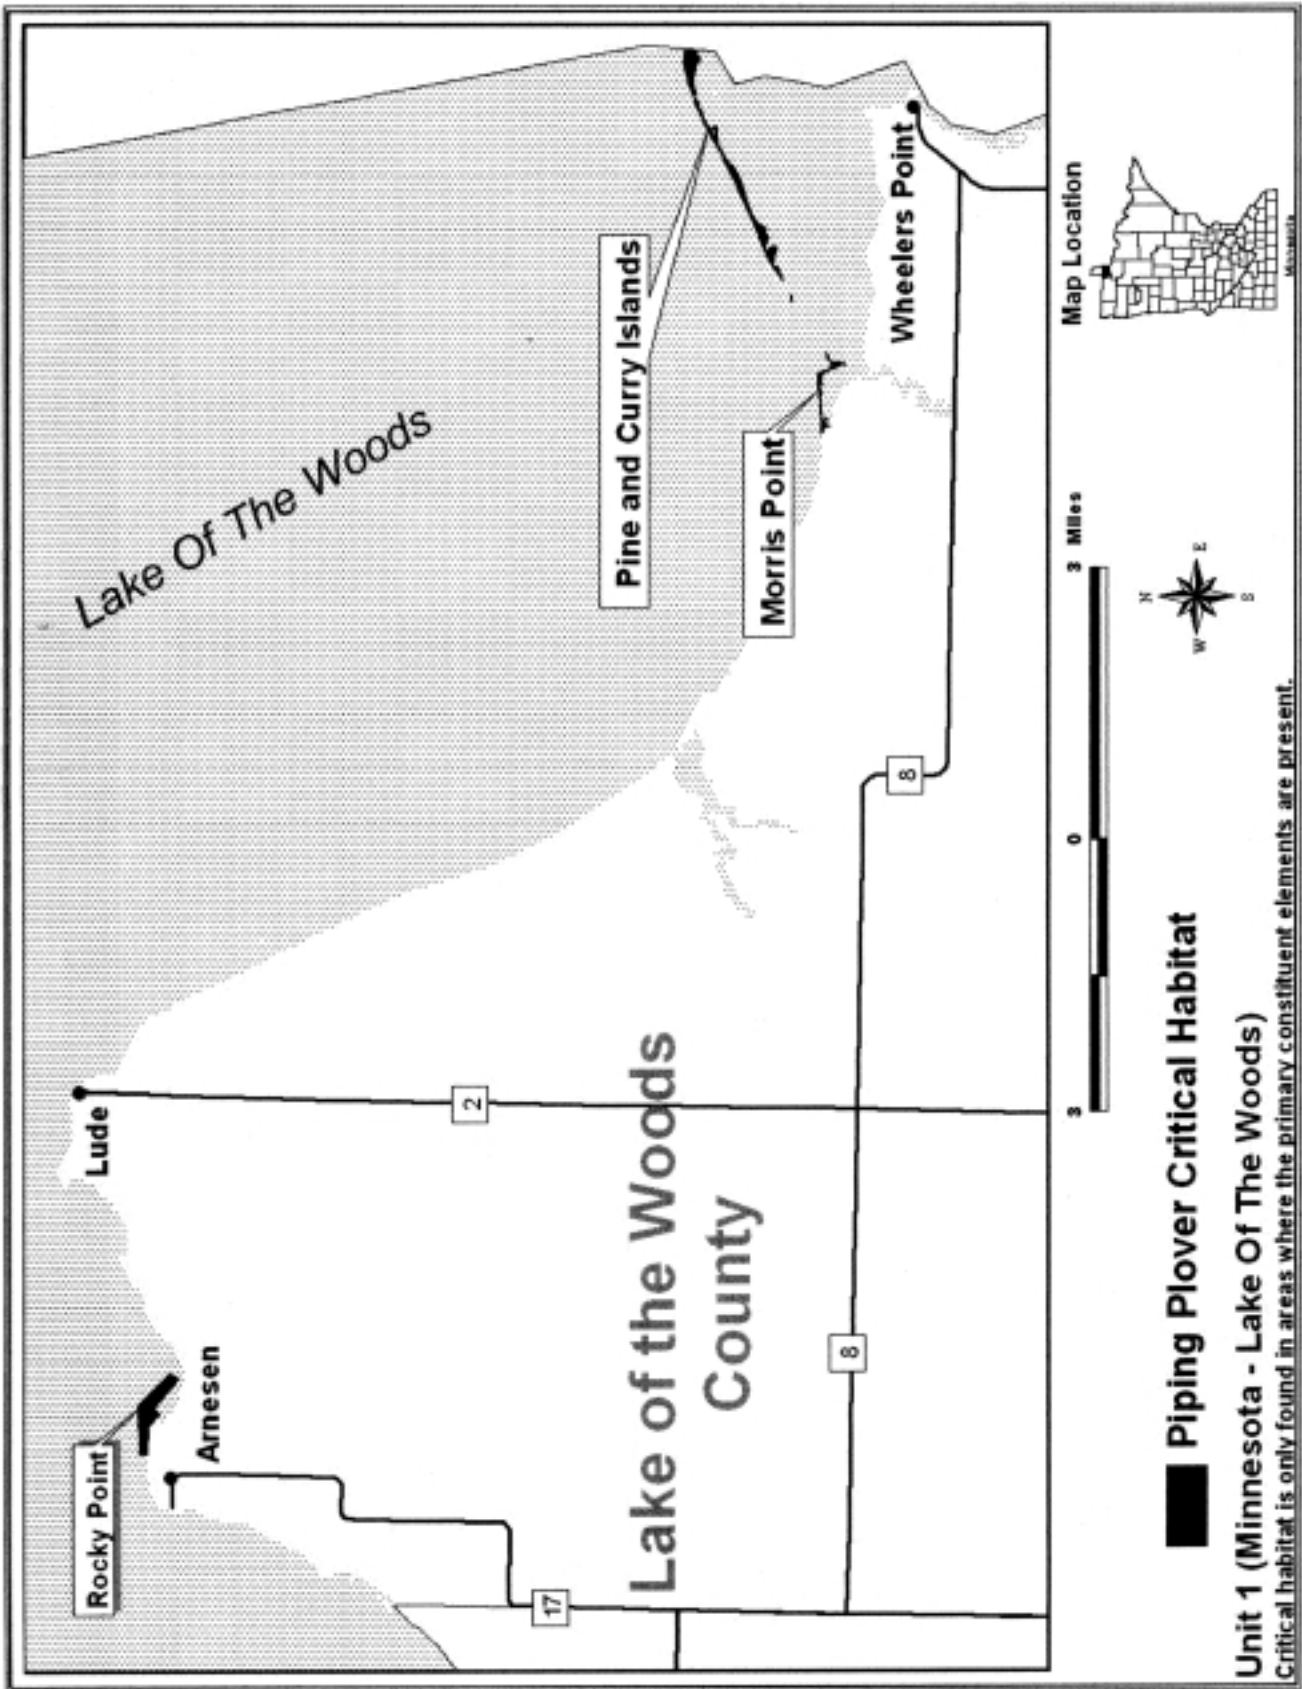 Lake Of The Woods
Pine and Curry Islands
Morris Point
Wheelers Point
Lude
Rocky Point
Arnesen
2
8
8
17
Lake of the Woods
County
3
0
3 Miles
Map Location
Minnesota
N
W
E
S
Piping Plover Critical Habitat
Unit 1 (Minnesota - Lake Of The Woods)
Critical habitat is only found in areas where the primary constituent elements are present.